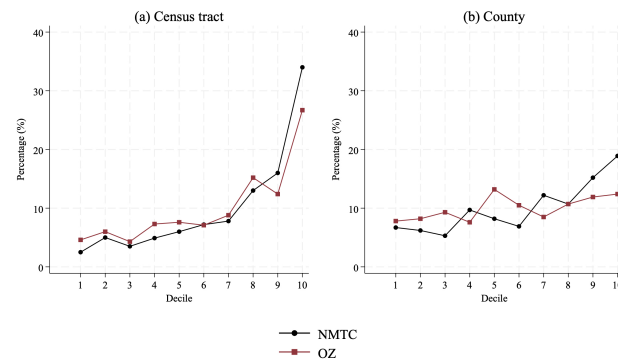 (a) Census tract
(b) County
Percentage (%)
40
30
20
10
0
1 2 3 4 5 6 7 8 9 10
Decile
Percentage (%)
40
30
20
10
0
1 2 3 4 5 6 7 8 9
Decile
NMTC
OZ